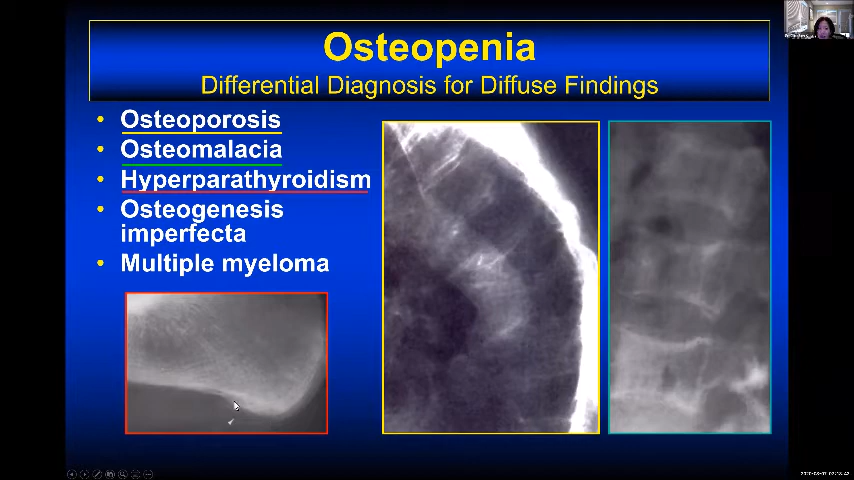 Osteopenia
Differential Diagnosis for Diffuse Findings
• Osteoporosis
• Osteomalacia
• Hyperparathyroidism
• Osteogenesis
imperfecta
• Multiple myeloma